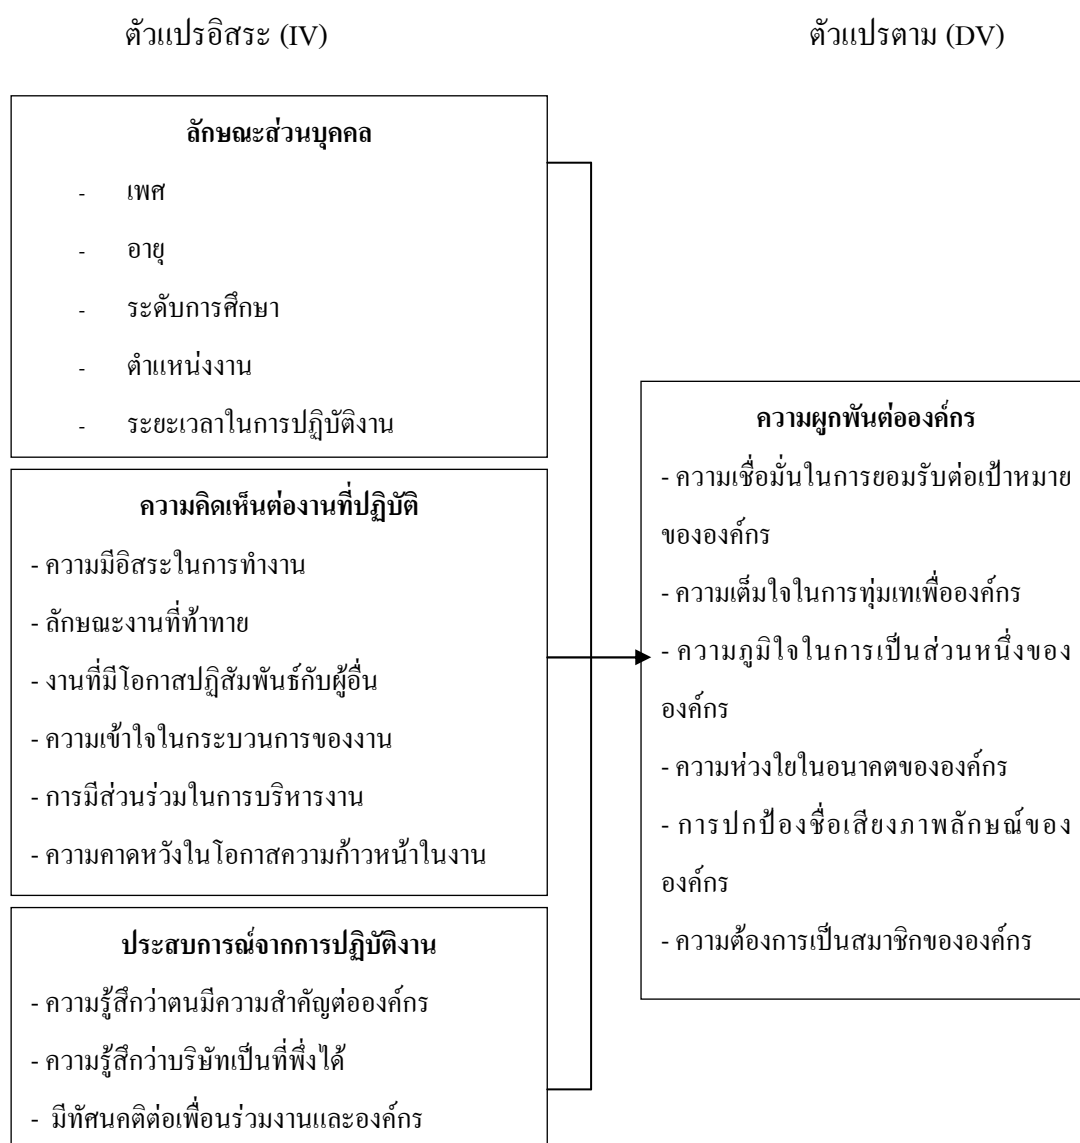 ตัวแปรอิสระ (IV)
ตัวแปรตาม (DV)
ลักษณะส่วนบุคคล
- เพศ
- อายุ
- ระดับการศึกษา
- ตำแหน่งงาน
- ระยะเวลาในการปฏิบัติงาน
ความคิดเห็นต่องานที่ปฏิบัติ
- ความมีอิสระในการทำงาน
- ลักษณะงานที่ท้าทาย
- งานที่มีโอกาสปฏิสัมพันธ์กับผู้อื่น
- ความเข้าใจในกระบวนการของงาน
- การมีส่วนร่วมในการบริหารงาน
- ความคาดหวังในโอกาสความก้าวหน้าในงาน
ประสบการณ์จากการปฏิบัติงาน
- ความรู้สึกว่าตนมีความสำคัญต่อองค์กร
- ความรู้สึกว่าบริษัทเป็นที่พึ่งได้
- มีทัศนคติต่อเพื่อนร่วมงานและองค์กร
ความผูกพันต่อองค์กร
- ความเชื่อมั่นในการยอมรับต่อเป้าหมาย
ขององค์กร
- ความเต็มใจในการทุ่มเทเพื่อองค์กร
- ความภูมิใจในการเป็นส่วนหนึ่งของ
องค์กร
- ความห่วงใยในอนาคตขององค์กร
- การปกป้องชื่อเสียงภาพลักษณ์ของ
องค์กร
- ความต้องการเป็นสมาชิกขององค์กร